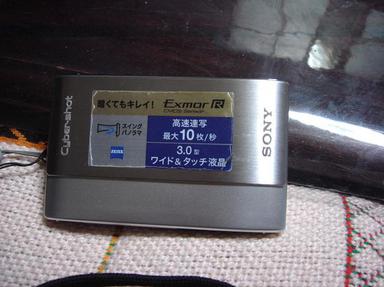 Cyber-shot
暗くてもキレイ!
Exmor R
CMOS Sensor
スイング
パノラマ
ZEISS
高速連写
最大10枚/秒
3.0型
ワイド&タッチ液晶
SONY